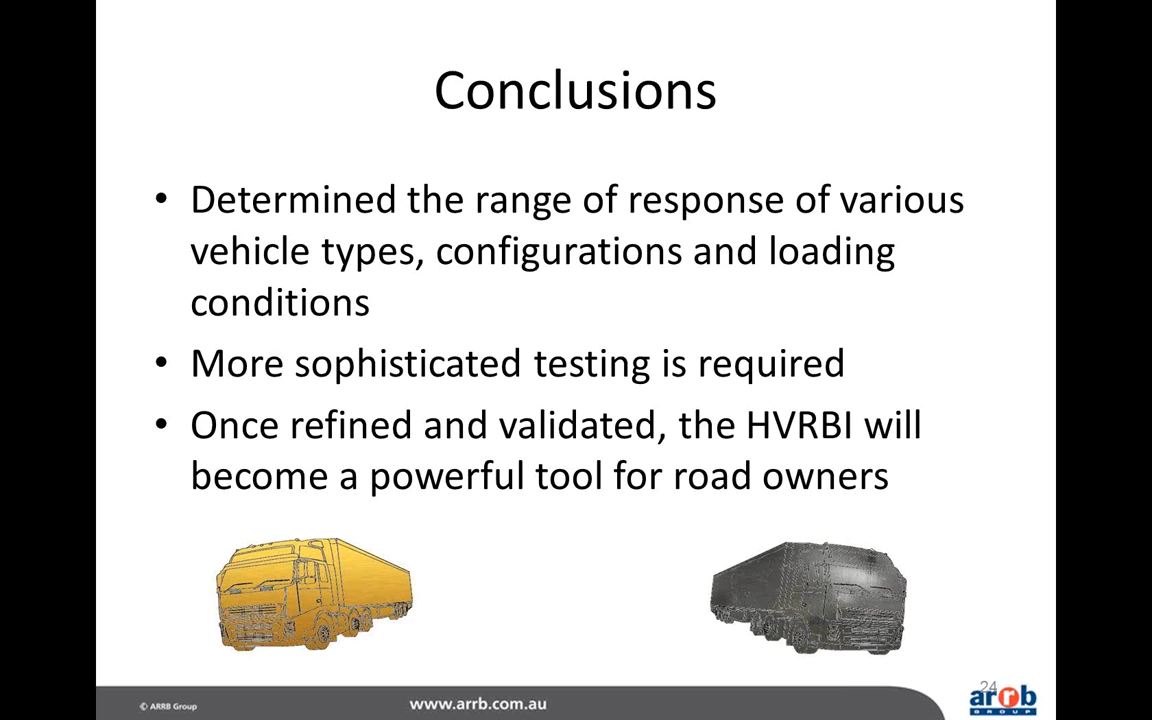 Conclusions
• Determined the range of response of various
vehicle types, configurations and loading
conditions
• More sophisticated testing is required
• Once refined and validated, the HVRBI will
become a powerful tool for road owners
24
© ARRB Group
www.arrb.com.au
arrb
GROUP